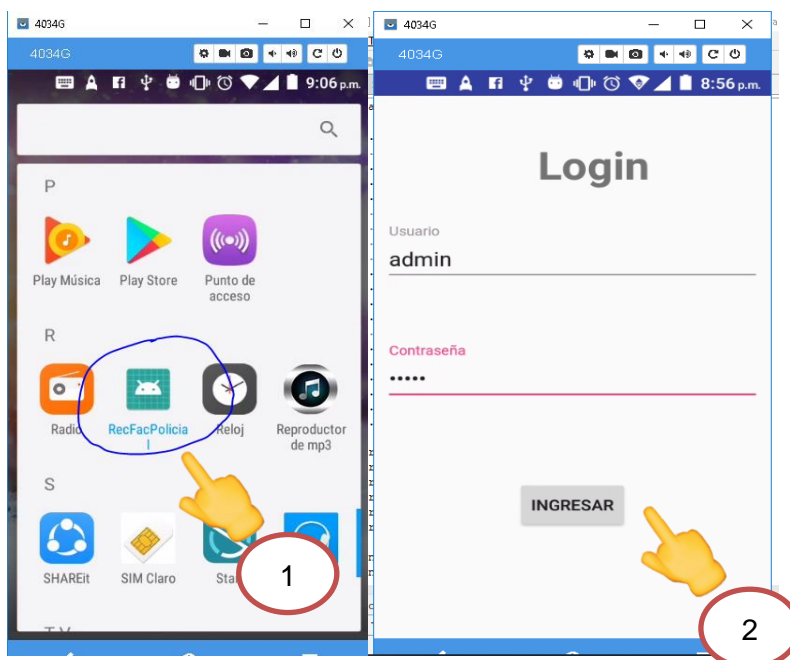 4034G
4034G
9:06 p.m.
P
Play Música
Play Store
Punto de
acceso
R
Radio
RecFacPolicia
l
Reloj
Reproductor
de mp3
S
SHAREit
SIM Claro
1
4034G
4034G
8:56 p.m.
Login
Usuario
admin
Contraseña
•••••
INGRESAR
2